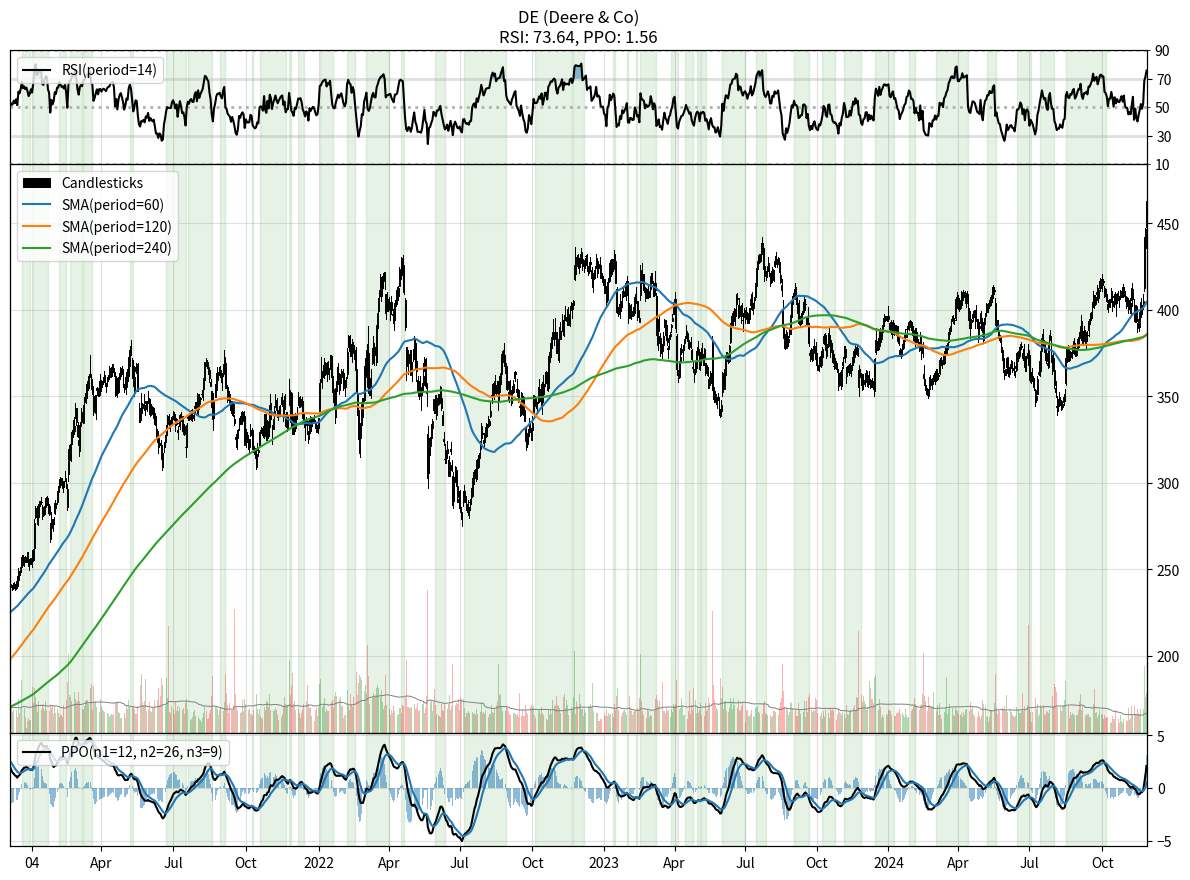 DE (Deere & Co)
RSI: 73.64, PPO: 1.56
RSI(period=14)
90
70
50
30
10
Candlesticks
SMA(period=60)
SMA(period=120)
SMA(period=240)
450
400
350
300
250
200
PPO(n1=12, n2=26, n3=9)
5
0
−5
04 Apr Jul Oct 2022 Apr Jul Oct 2023 Apr Jul Oct 2024 Apr Jul Oct